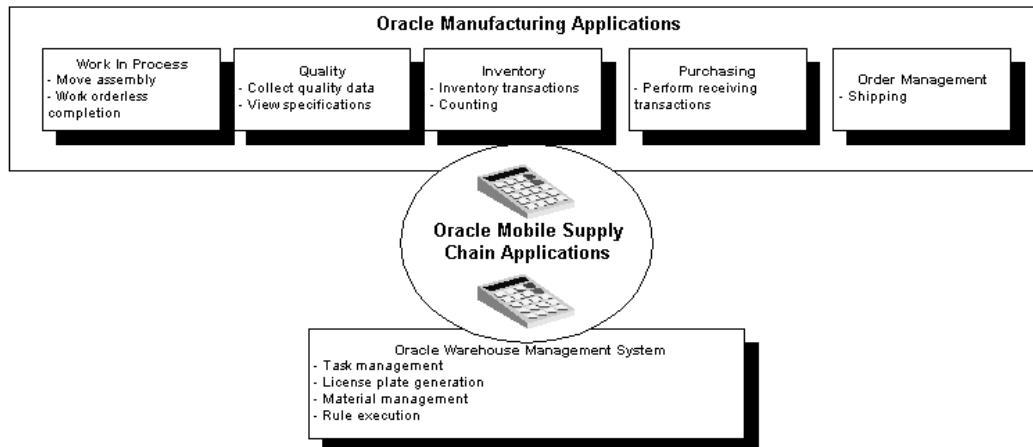 Oracle Manufacturing Applications
Work In Process
- Move assembly
- Work orderless
completion
Quality
- Collect quality data
- View specifications
Inventory
- Inventory transactions
- Counting
Purchasing
- Perform receiving
transactions
Order Management
- Shipping
Oracle Mobile Supply
Chain Applications
Oracle Warehouse Management System
- Task management
- License plate generation
- Material management
- Rule execution